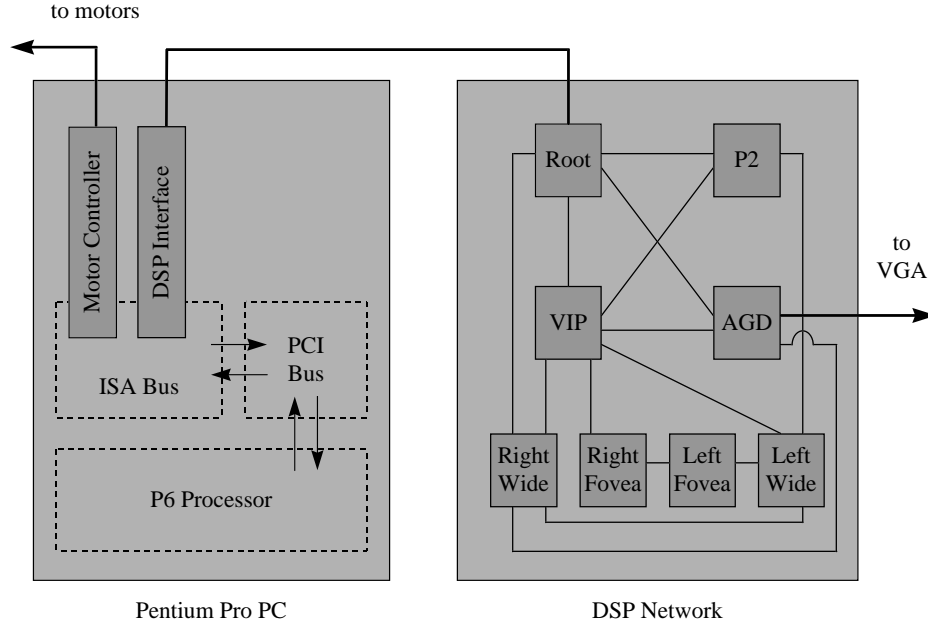 to motors
Motor Controller
DSP Interface
ISA Bus
PCI
Bus
P6 Processor
Pentium Pro PC
Root
P2
VIP
AGD
to
VGA
Right
Wide
Right
Fovea
Left
Fovea
Left
Wide
DSP Network